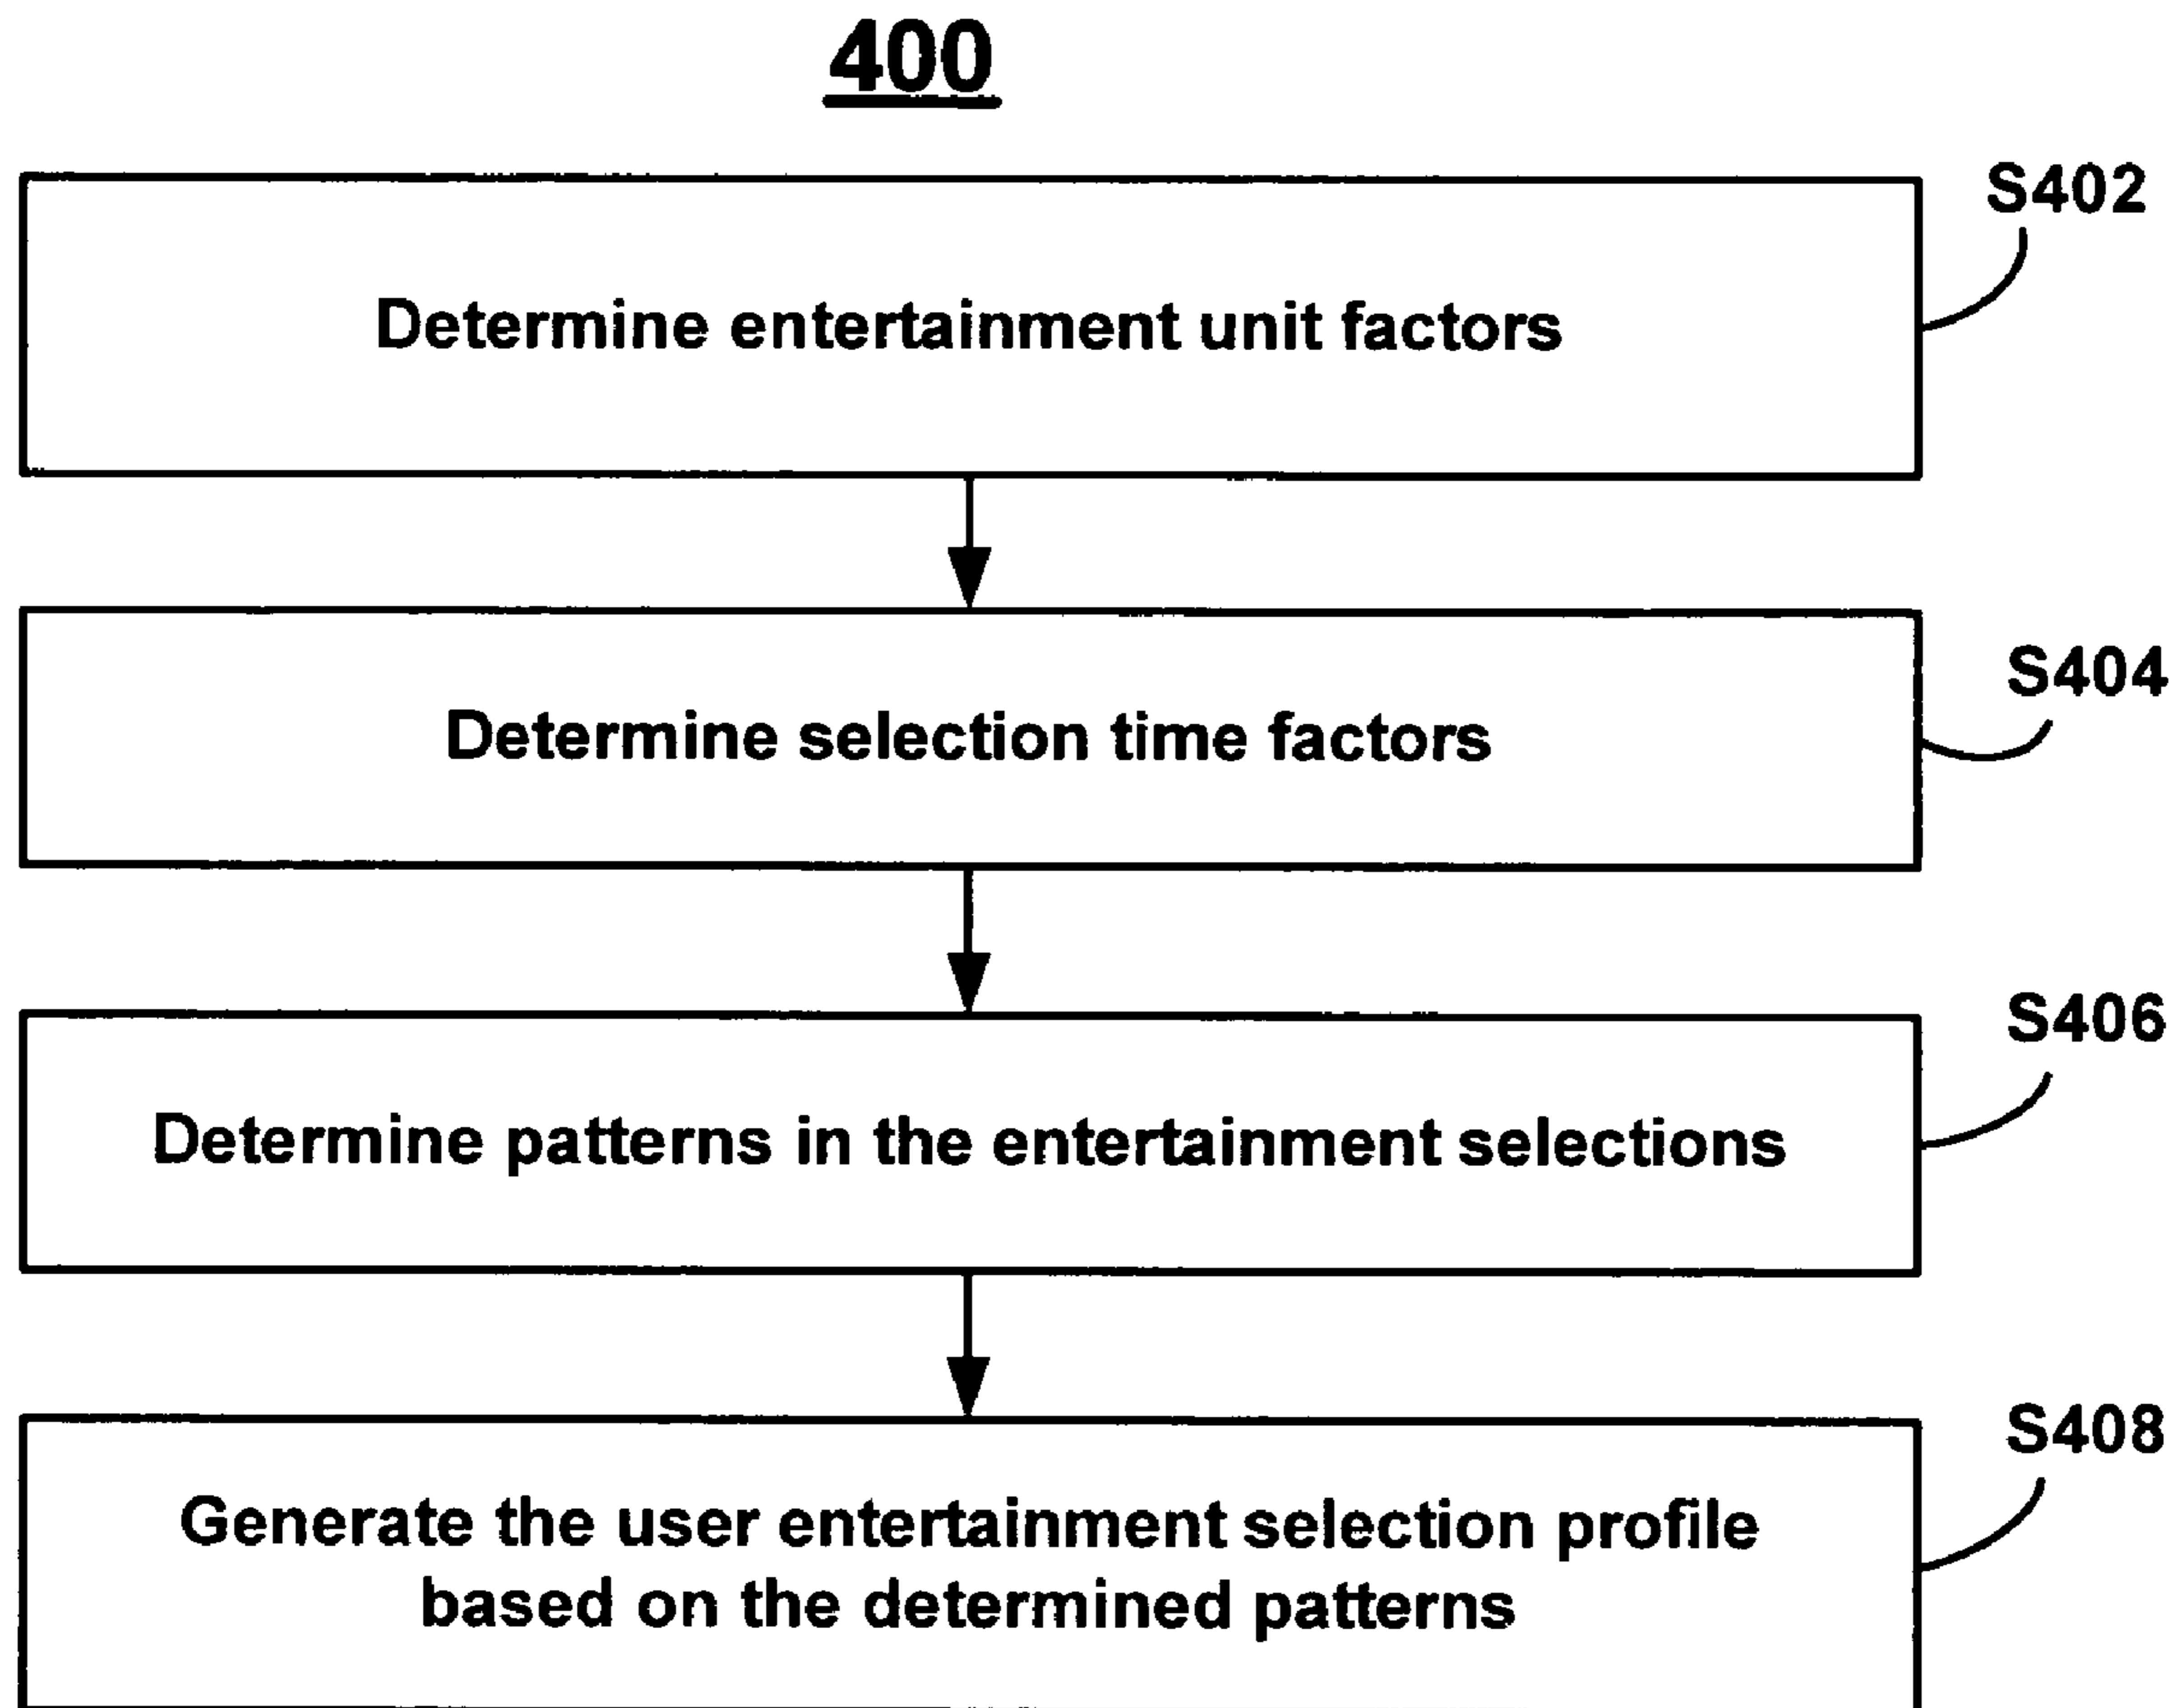 400
S402
Determine entertainment unit factors
S404
Determine selection time factors
S406
Determine patterns in the entertainment selections
S408
Generate the user entertainment selection profile
based on the determined patterns